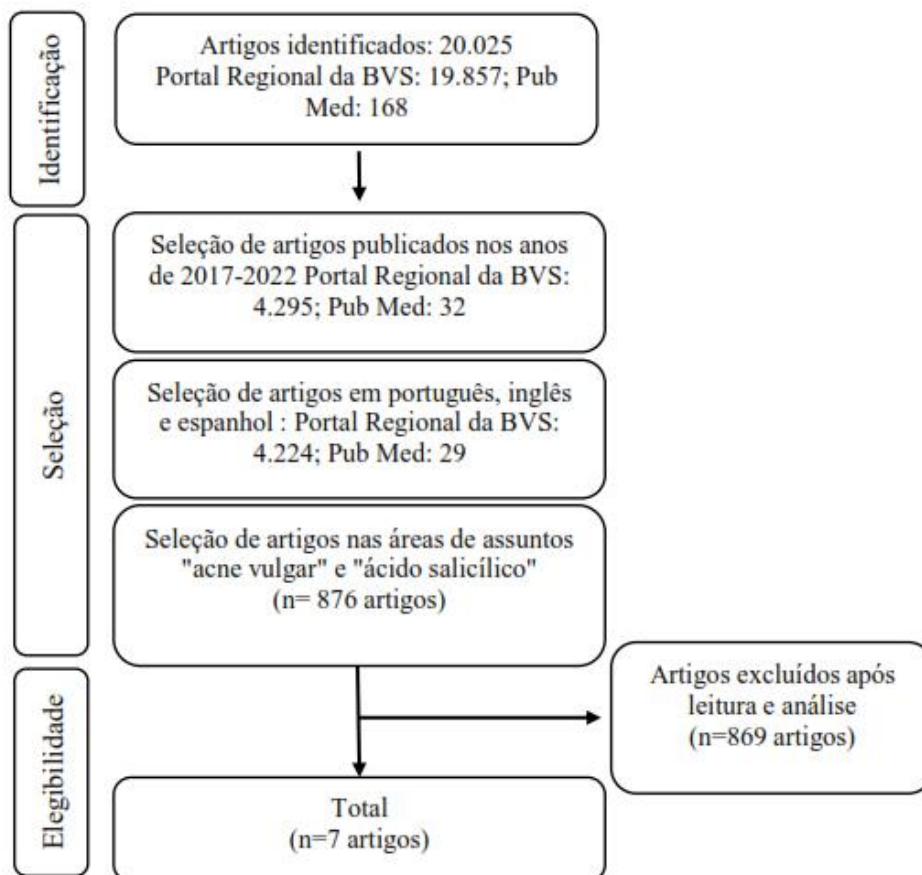 Identificação
Artigos identificados: 20.025
Portal Regional da BVS: 19.857; Pub
Med: 168
Seleção
Seleção de artigos publicados nos anos
de 2017-2022 Portal Regional da BVS:
4.295; Pub Med: 32
Seleção de artigos em português, inglês
e espanhol : Portal Regional da BVS:
4.224; Pub Med: 29
Seleção de artigos nas áreas de assuntos
"acne vulgar" e "ácido salicílico"
(n= 876 artigos)
Elegibilidade
Artigos excluídos após
leitura e análise
(n=869 artigos)
Total
(n=7 artigos)